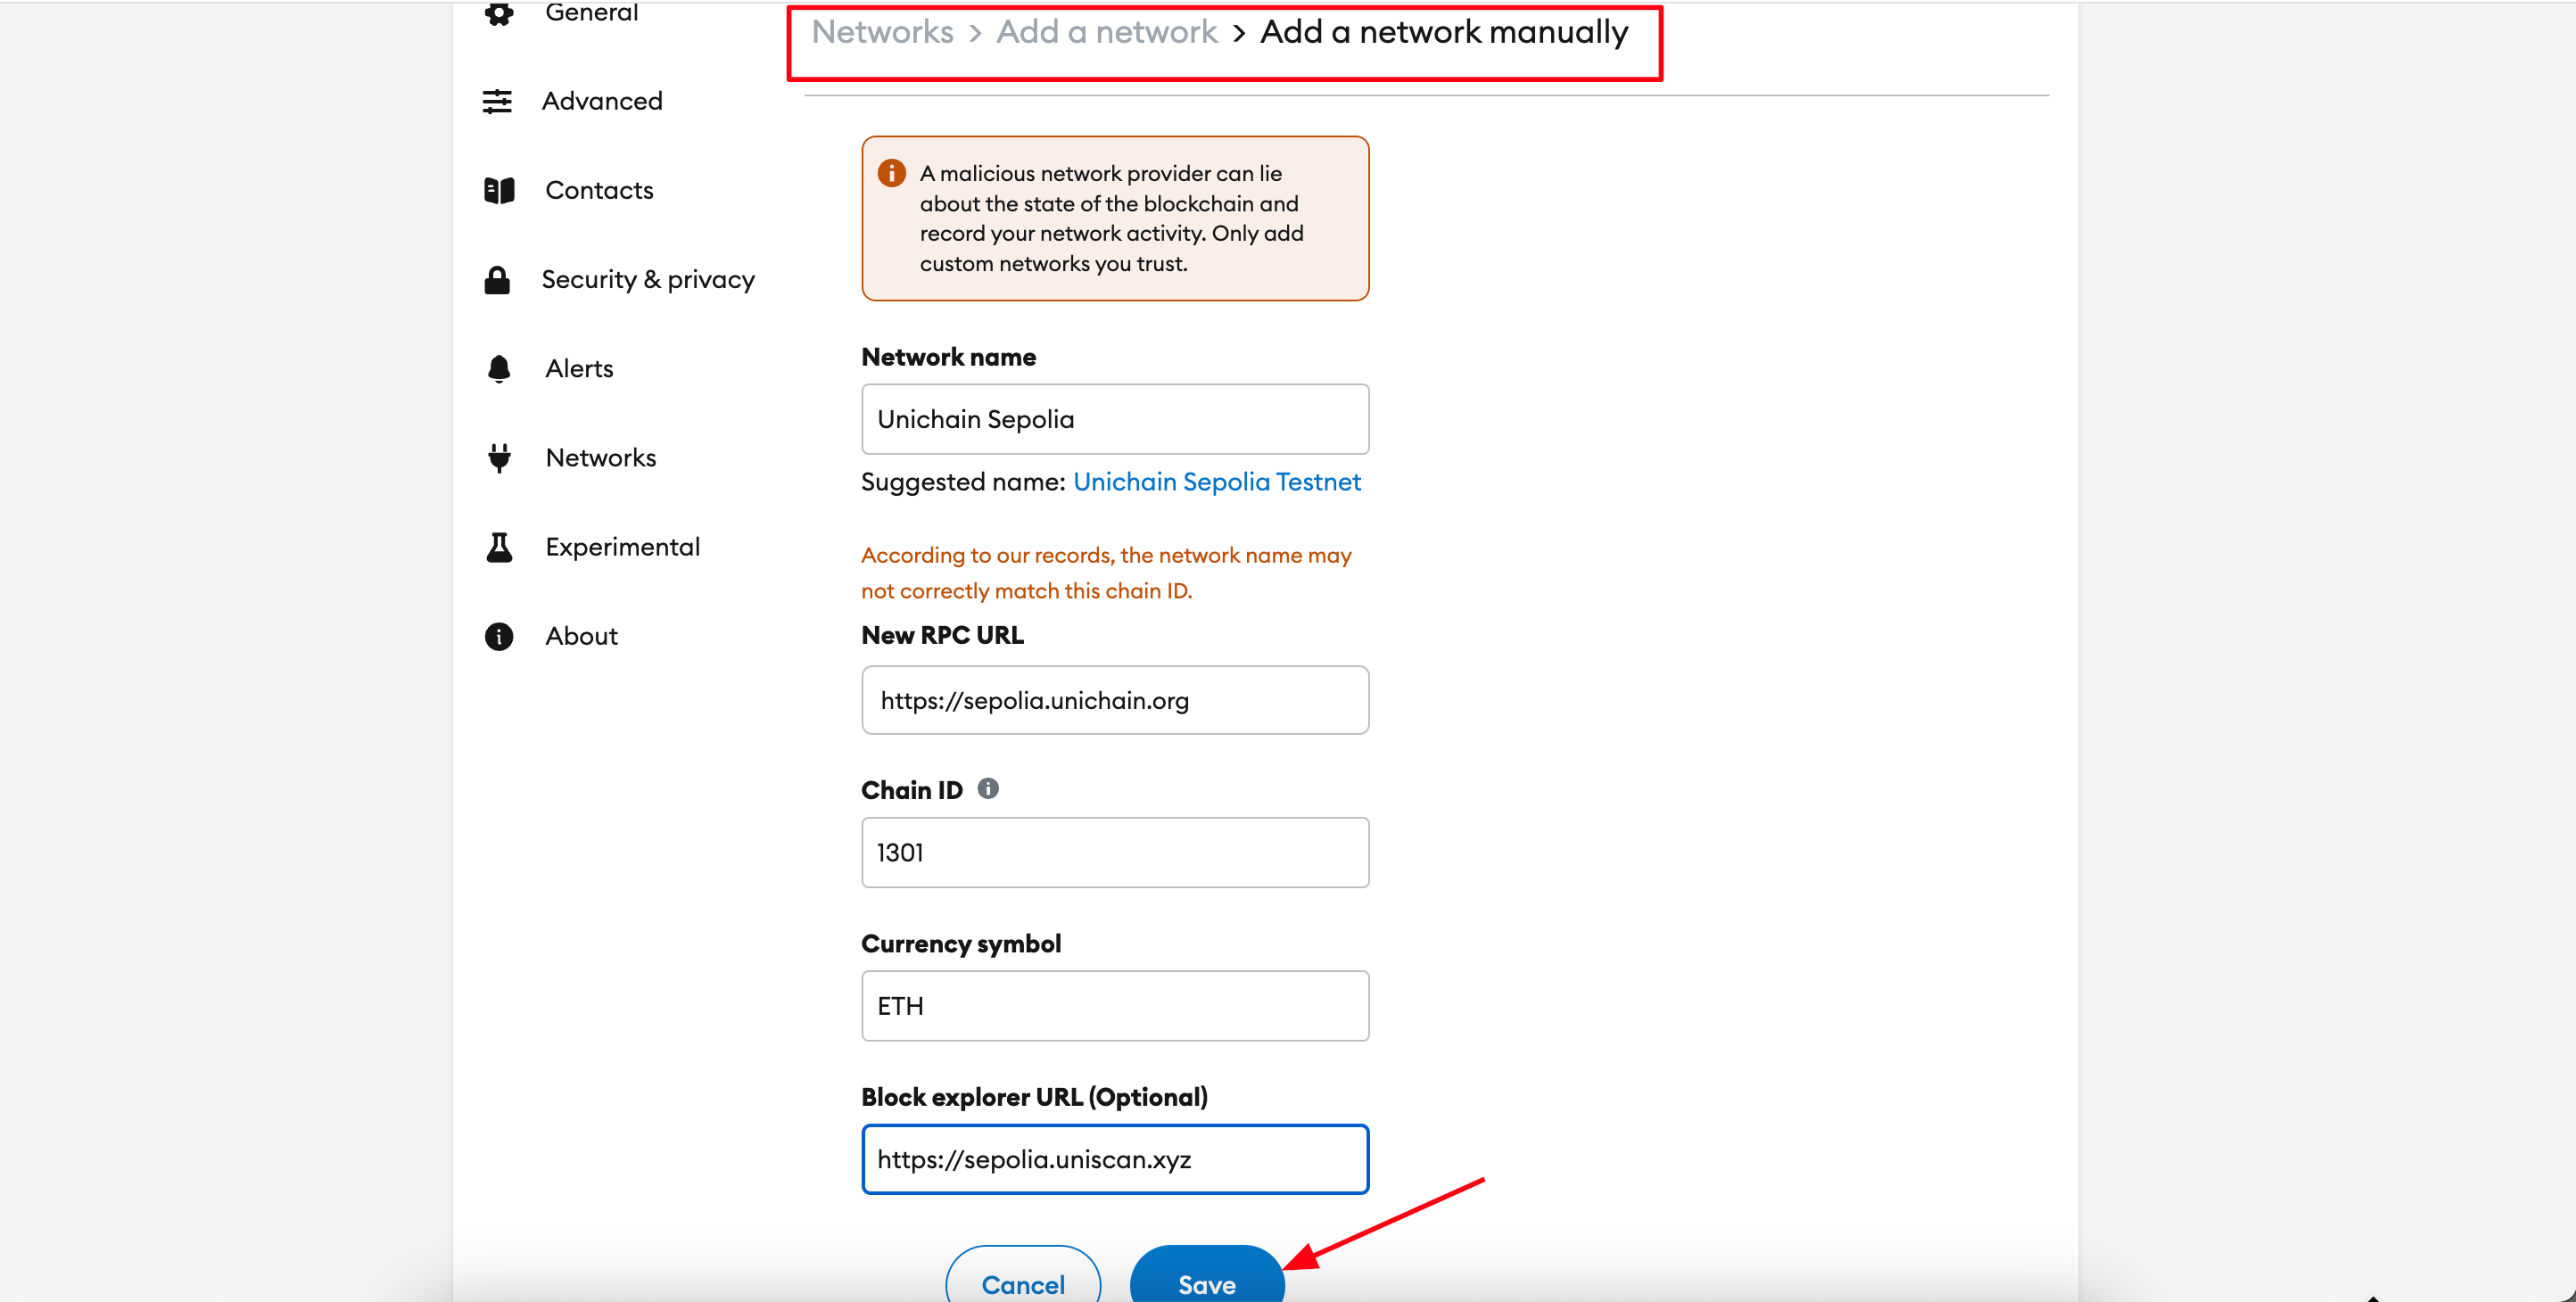 General
Advanced
Contacts
Security & privacy
Alerts
Networks
Experimental
About
Networks > Add a network > Add a network manually
A malicious network provider can lie
about the state of the blockchain and
record your network activity. Only add
custom networks you trust.
Network name
Unichain Sepolia
Suggested name: Unichain Sepolia Testnet
According to our records, the network name may
not correctly match this chain ID.
New RPC URL
https://sepolia.unichain.org
Chain ID
1301
Currency symbol
ETH
Block explorer URL (Optional)
https://sepolia.uniscan.xyz
Cancel
Save